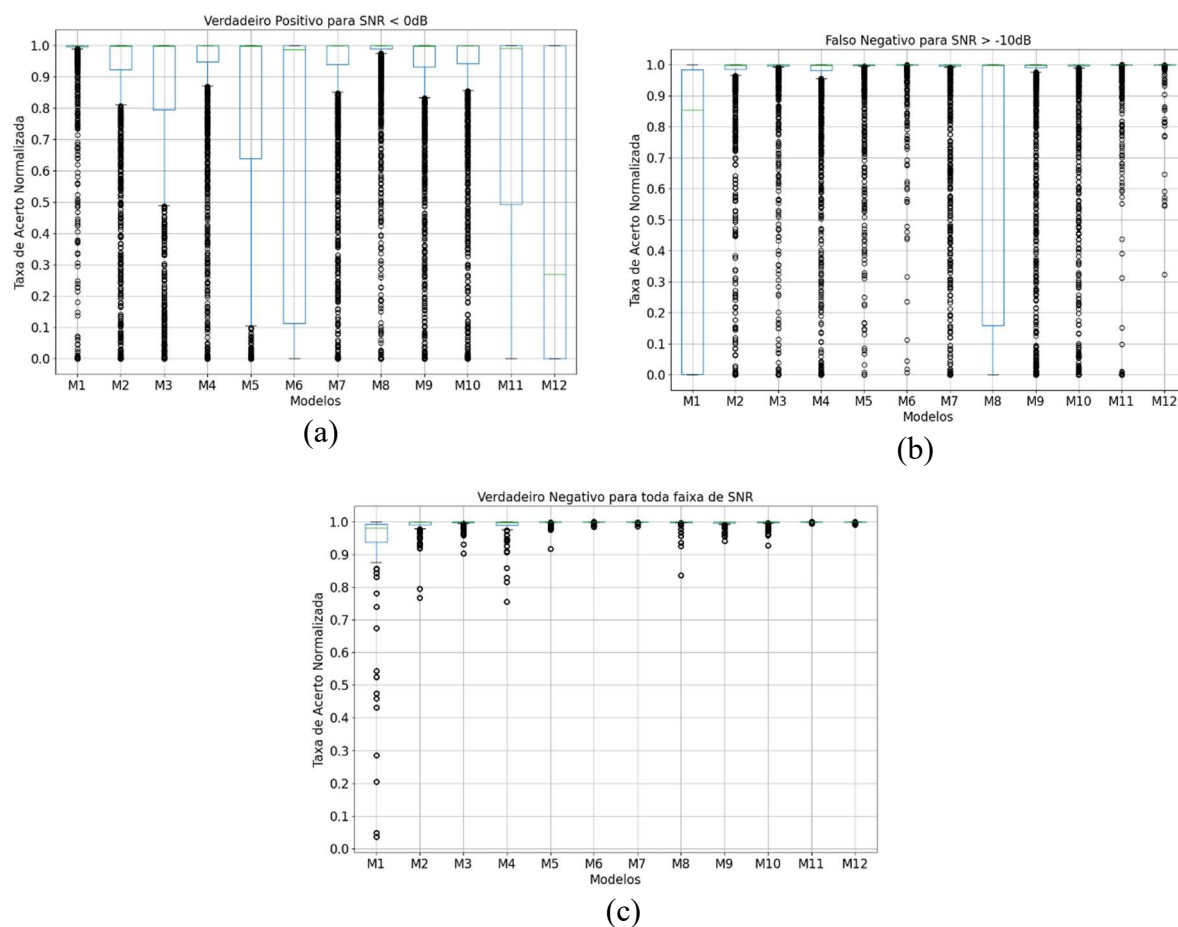 Verdadeiro Positivo para SNR < 0dB
Taxa de Acerto Normalizada
1.0
0.9
0.8
0.7
0.6
0.5
0.4
0.3
0.2
0.1
0.0
M1 M2 M3 M4 M5 M6 M7 M8 M9 M10 M11 M12
Modelos
(a)
Falso Negativo para SNR > -10dB
Taxa de Acerto Normalizada
1.0
0.9
0.8
0.7
0.6
0.5
0.4
0.3
0.2
0.1
0.0
M1 M2 M3 M4 M5 M6 M7 M8 M9 M10 M11 M12
Modelos
(b)
Verdadeiro Negativo para toda faixa de SNR
Taxa de Acerto Normalizada
1.0
0.9
0.8
0.7
0.6
0.5
0.4
0.3
0.2
0.1
0.0
M1 M2 M3 M4 M5 M6 M7 M8 M9 M10 M11 M12
Modelos
(c)